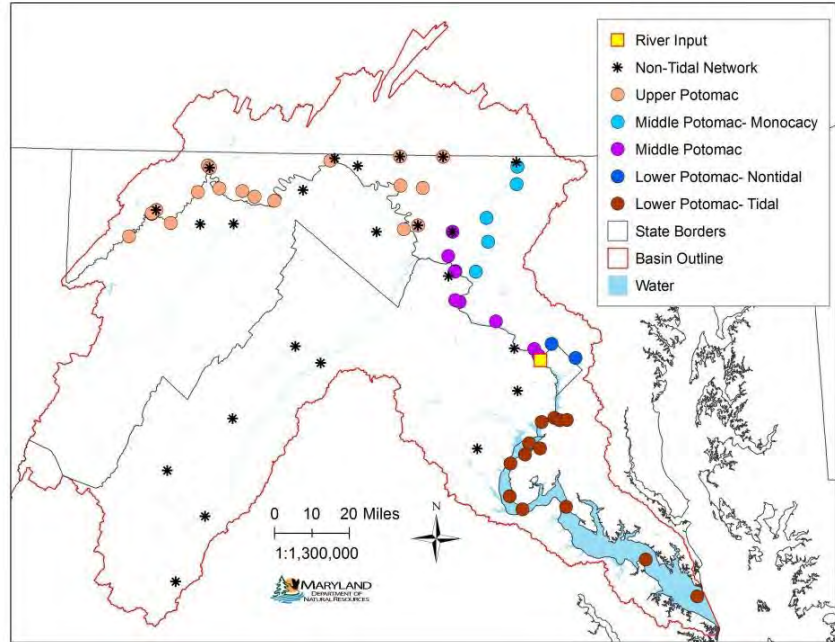 River Input
Non-Tidal Network
Upper Potomac
Middle Potomac- Monocacy
Middle Potomac
Lower Potomac- Nontidal
Lower Potomac- Tidal
State Borders
Basin Outline
Water
0 10 20 Miles
1:1,300,000
N
MARYLAND
DEPARTMENT OF
NATURAL RESOURCES